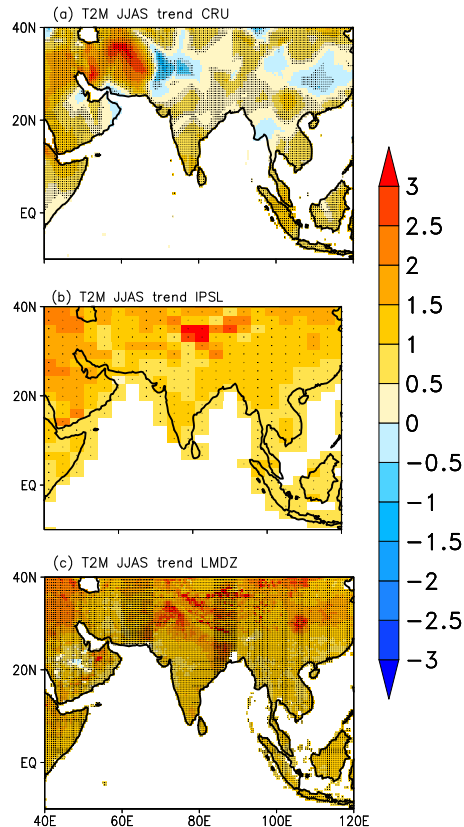 (a) T2M JJAS trend CRU
40N
20N
EQ
(b) T2M JJAS trend IPSL
40N
20N
EQ
(c) T2M JJAS trend LMDZ
40N
20N
EQ
40E 60E 80E 100E 120E
3
2.5
2
1.5
1
0.5
0
−0.5
−1
−1.5
−2
−2.5
−3